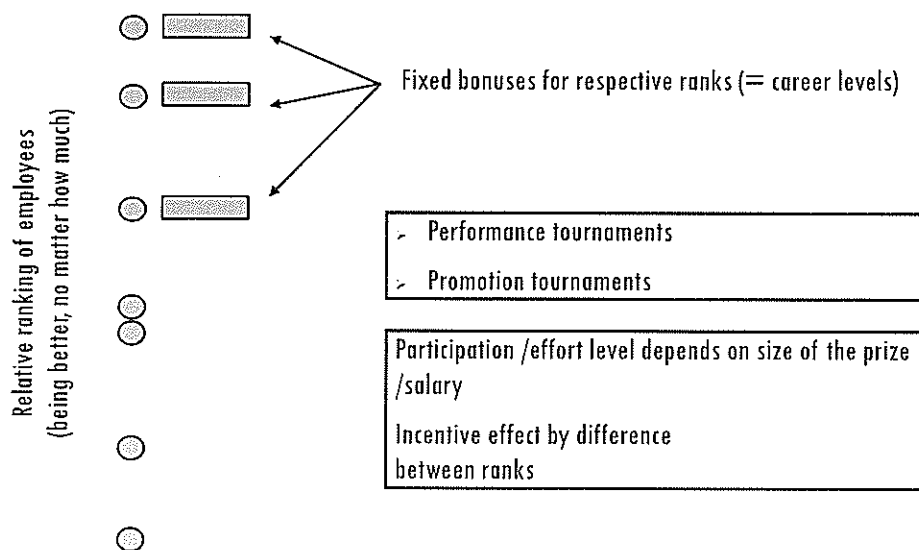 Relative ranking of employees
(being better, no matter how much)
Fixed bonuses for respective ranks (= career levels)
➢ Performance tournaments
➢ Promotion tournaments
Participation /effort level depends on size of the prize
/salary
Incentive effect by difference
between ranks